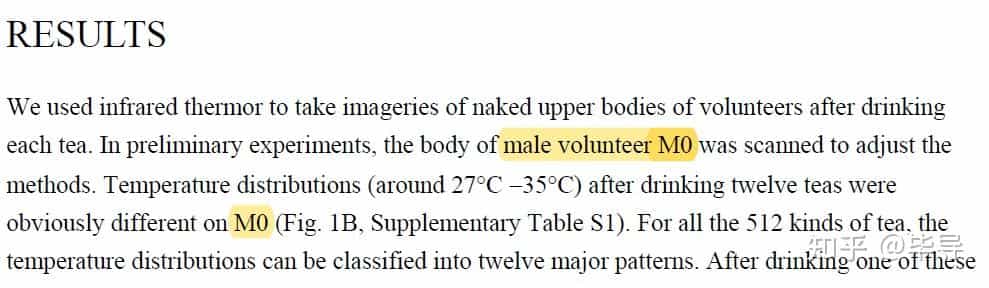 RESULTS
We used infrared thermor to take imageries of naked upper bodies of volunteers after drinking
each tea. In preliminary experiments, the body of male volunteer M0 was scanned to adjust the
methods. Temperature distributions (around 27°C –35°C) after drinking twelve teas were
obviously different on M0 (Fig. 1B, Supplementary Table S1). For all the 512 kinds of tea, the
temperature distributions can be classified into twelve major patterns. After drinking one of these
知乎 @毕导